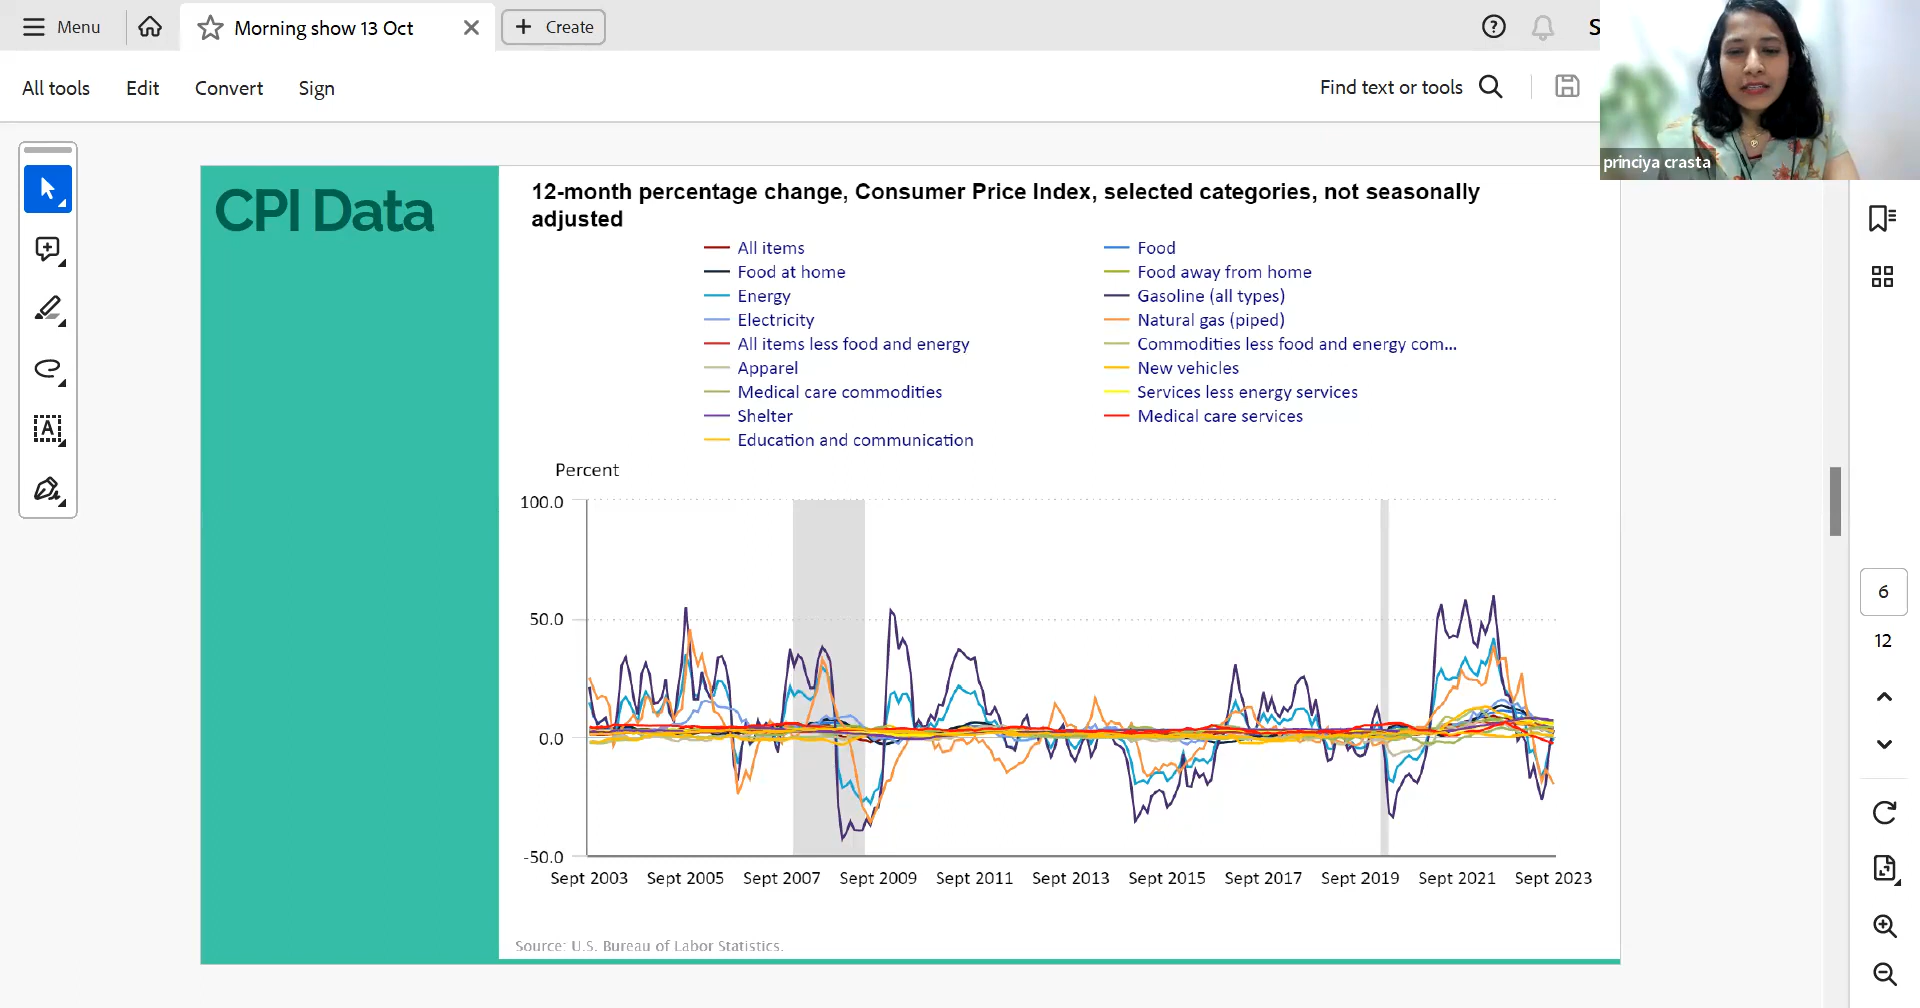 Menu
Morning show 13 Oct
Create
S
All tools
Edit
Convert
Sign
Find text or tools
princiya crasta
CPI Data
12-month percentage change, Consumer Price Index, selected categories, not seasonally
adjusted
All items
Food
Food at home
Food away from home
Energy
Gasoline (all types)
Electricity
Natural gas (piped)
All items less food and energy
Commodities less food and energy com...
Apparel
New vehicles
Medical care commodities
Services less energy services
Shelter
Medical care services
Education and communication
Percent
100.0
50.0
0.0
-50.0
Sept 2003 Sept 2005 Sept 2007 Sept 2009 Sept 2011 Sept 2013 Sept 2015 Sept 2017 Sept 2019 Sept 2021 Sept 2023
Source: U.S. Bureau of Labor Statistics.
6
12